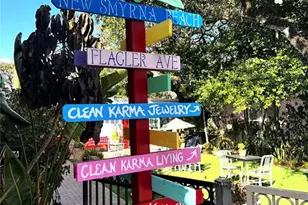 NEW SMYRNA BEACH
FLAGLER AVE
CLEAN KARMA JEWELRY
CLEAN KARMA LIVING